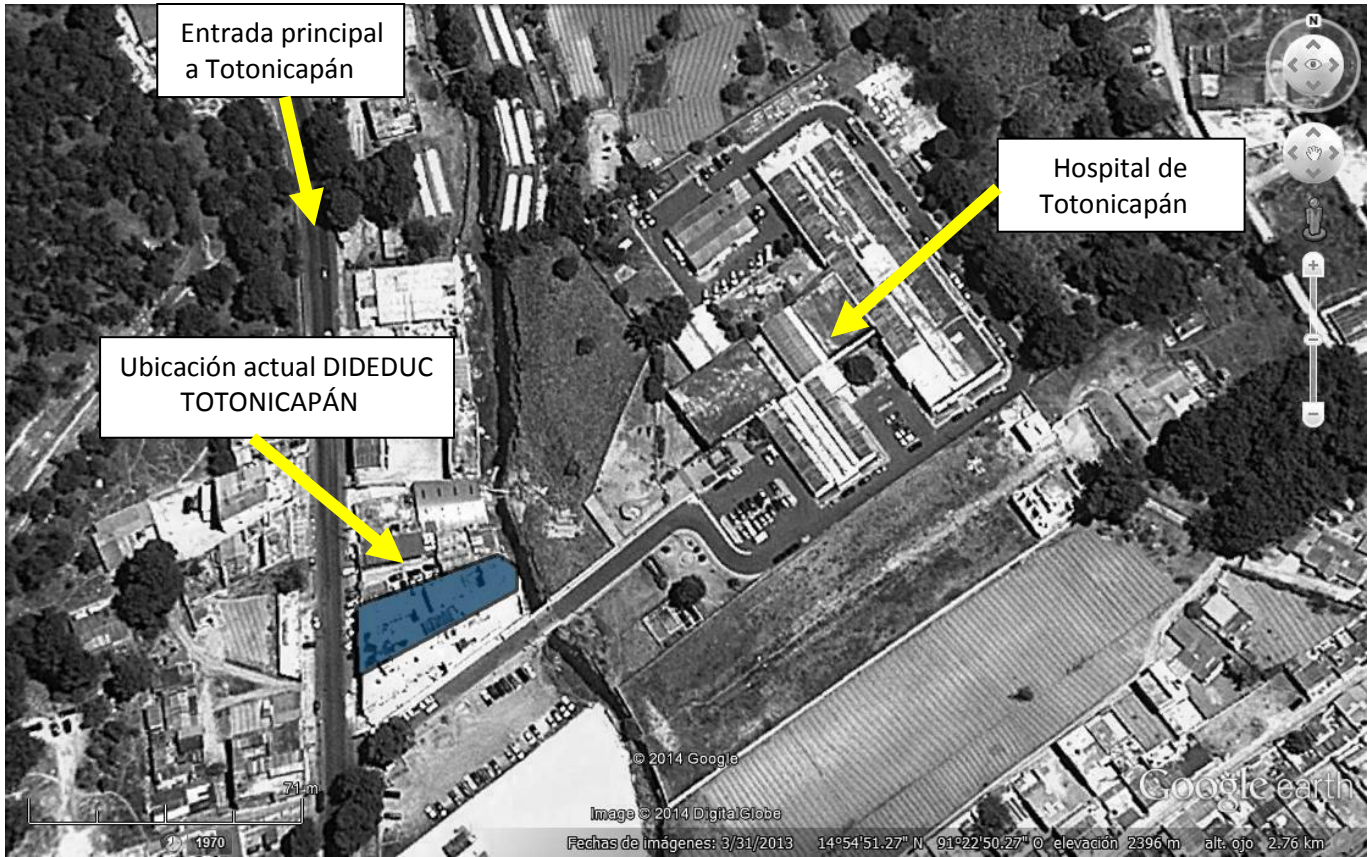 Entrada principal
a Totonicapán
N
Hospital de
Totonicapán
Ubicación actual DIDEDUC
TOTONICAPÁN
© 2014 Google
71 m
Google earth
Image © 2014 DigitalGlobe
1970
Fechas de imágenes: 3/31/2013 14°54'51.27" N 91°22'50.27" O elevación 2396 m alt. ojo 2.76 km